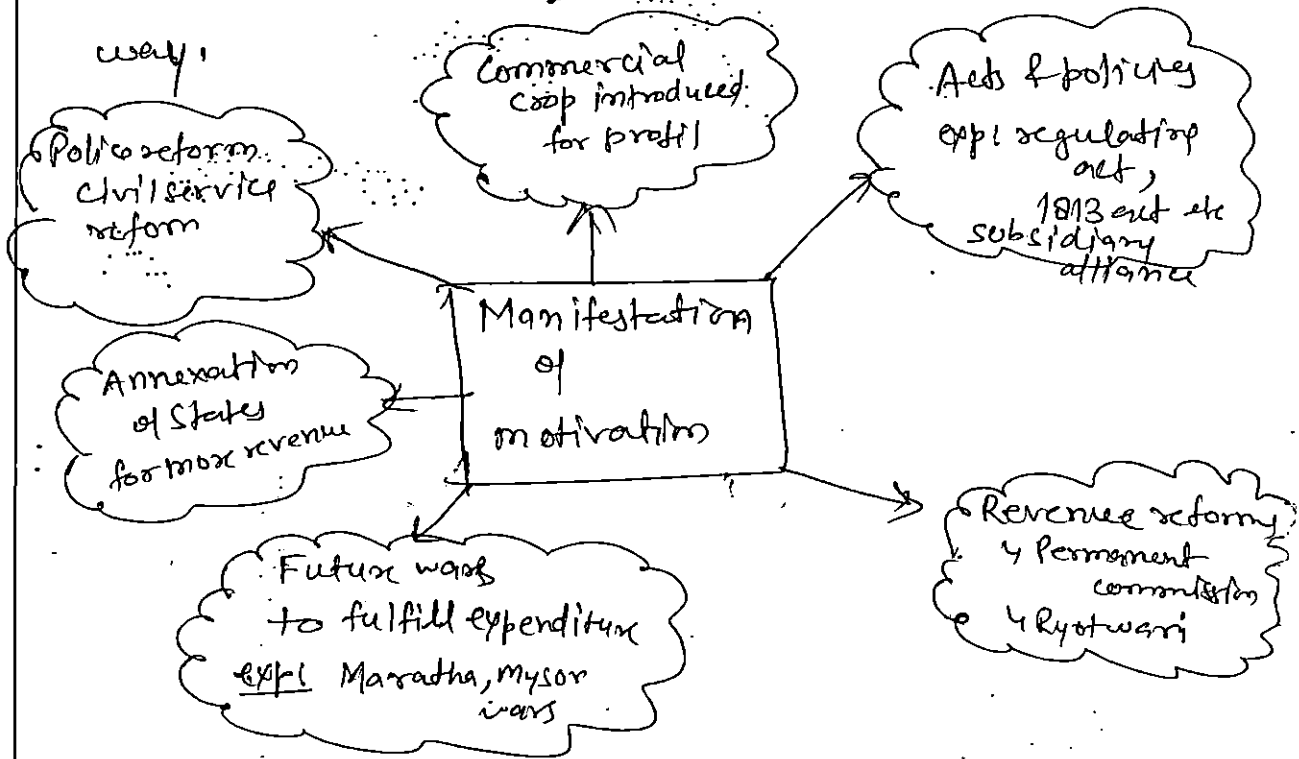 way.
Commercial
crop introduced
for profit
Acts & policies
expl regulating
act,
1813 act etc
subsidiary
alliance
Police reform
civil service
reform
Manifestation
of
motivation
Annexation
of States
for more revenue
Revenue reforms
↳ Permanent
commission
↳ Ryotwari
Future wars
to fulfill expenditure
expl Maratha, Mysor
wars